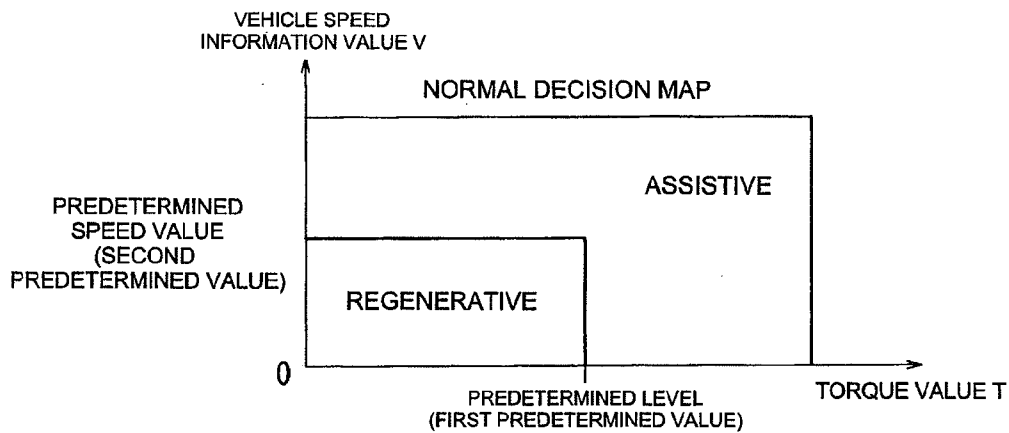 VEHICLE SPEED
INFORMATION VALUE V
NORMAL DECISION MAP
ASSISTIVE
PREDETERMINED
SPEED VALUE
(SECOND
PREDETERMINED VALUE)
REGENERATIVE
0
PREDETERMINED LEVEL
(FIRST PREDETERMINED VALUE)
TORQUE VALUE T